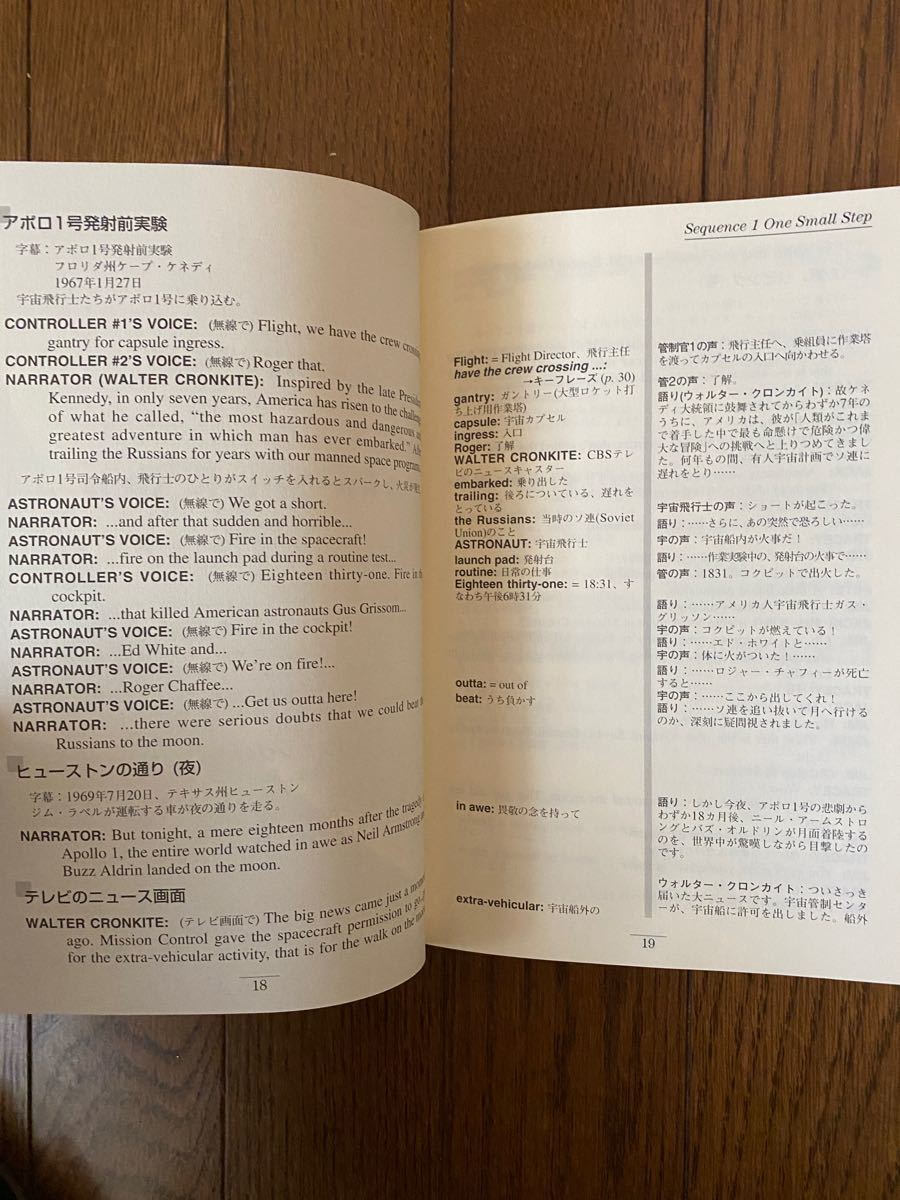 アポロ1号発射前実験
字幕：アポロ1号発射前実験
フロリダ州ケープ・ケネディ
1967年1月27日
宇宙飛行士たちがアポロ1号に乗り込む。
CONTROLLER #1'S VOICE: (無線で) Flight, we have the crew crossing
gantry for capsule ingress.
CONTROLLER #2'S VOICE: (無線で) Roger that.
NARRATOR (WALTER CRONKITE): Inspired by the late
Kennedy, in only seven years, America has risen to the
of what he called, "the most hazardous and dangerous
greatest adventure in which man has ever embarked."
trailing the Russians for years with our manned space
アポロ1号司令船内、飛行士のひとりがスイッチを入れるとスパークし、火災が
ASTRONAUT'S VOICE: (無線で) We got a short.
NARRATOR: ...and after that sudden and horrible...
ASTRONAUT'S VOICE: (無線で) Fire in the spacecraft!
NARRATOR: ...fire on the launch pad during a routine test...
CONTROLLER'S VOICE: (無線で) Eighteen thirty-one. Fire in
cockpit.
NARRATOR: ...that killed American astronauts Gus Grissom...
ASTRONAUT'S VOICE: (無線で) Fire in the cockpit!
NARRATOR: ...Ed White and...
ASTRONAUT'S VOICE: (無線で) We're on fire!...
NARRATOR: ...Roger Chaffee...
ASTRONAUT'S VOICE: (無線で) ...Get us outta here!
NARRATOR: ...there were serious doubts that we could beat
Russians to the moon.
ヒューストンの通り（夜）
字幕：1969年7月20日、テキサス州ヒューストン
ジム・ラベルが運転する車が夜の通りを走る。
NARRATOR: But tonight, a mere eighteen months after the tragedy
Apollo 1, the entire world watched in awe as Neil Armstrong
Buzz Aldrin landed on the moon.
テレビのニュース画面
WALTER CRONKITE: (テレビ画面で) The big news came just a
ago. Mission Control gave the spacecraft permission to
for the extra-vehicular activity, that is for the walk on the
18
Sequence 1 One Small Step
Flight: = Flight Director、飛行主任
have the crew crossing ...:
→キーフレーズ (p. 30)
gantry: ガントリー(大型ロケット打
ち上げ用作業塔)
capsule: 宇宙カプセル
ingress: 入口
Roger: 了解
WALTER CRONKITE: CBSテレ
ビのニュースキャスター
embarked: 乗り出した
trailing: 後ろについている、遅れを
とっている
the Russians: 当時のソ連(Soviet
Union)のこと
ASTRONAUT: 宇宙飛行士
launch pad: 発射台
routine: 日常の仕事
Eighteen thirty-one: = 18:31、す
なわち午後6時31分
outta: = out of
beat: うち負かす
in awe: 畏敬の念を持って
extra-vehicular: 宇宙船外の
管制官1の声：飛行主任へ、乗組員に作業塔
を渡ってカプセルの入口へ向かわせる。
管2の声：了解。
語り(ウォルター・クロンカイト)：故ケネ
ディ大統領に鼓舞されてからわずか7年の
うちに、アメリカは、彼が「人類がこれま
で着手した中で最も命懸けで危険かつ偉
大な冒険」への挑戦へと上りつめてきまし
た。何年もの間、有人宇宙計画でソ連に
遅れをとり……
宇宙飛行士の声：ショートが起こった。
語り：……さらに、あの突然で恐ろしい……
宇の声：宇宙船内が火事だ！
語り：……作業実験中の、発射台の火事で……
管の声：1831。コクピットで出火した。
語り：……アメリカ人宇宙飛行士ガス・
グリッソン……
宇の声：コクピットが燃えている！
語り：……エド・ホワイトと……
宇の声：体に火がついた！……
語り：……ロジャー・チャフィーが死亡
すると……
宇の声：……ここから出してくれ！
語り：……ソ連を追い抜いて月へ行ける
のか、深刻に疑問視されました。
語り：しかし今夜、アポロ1号の悲劇から
わずか18カ月後、ニール・アームストロ
ングとバズ・オルドリンが月面着陸する
のを、世界中が驚嘆しながら目撃したの
です。
ウォルター・クロンカイト：ついさっき
届いた大ニュースです。宇宙管制センタ
ーが、宇宙船に許可を出しました。船外
19